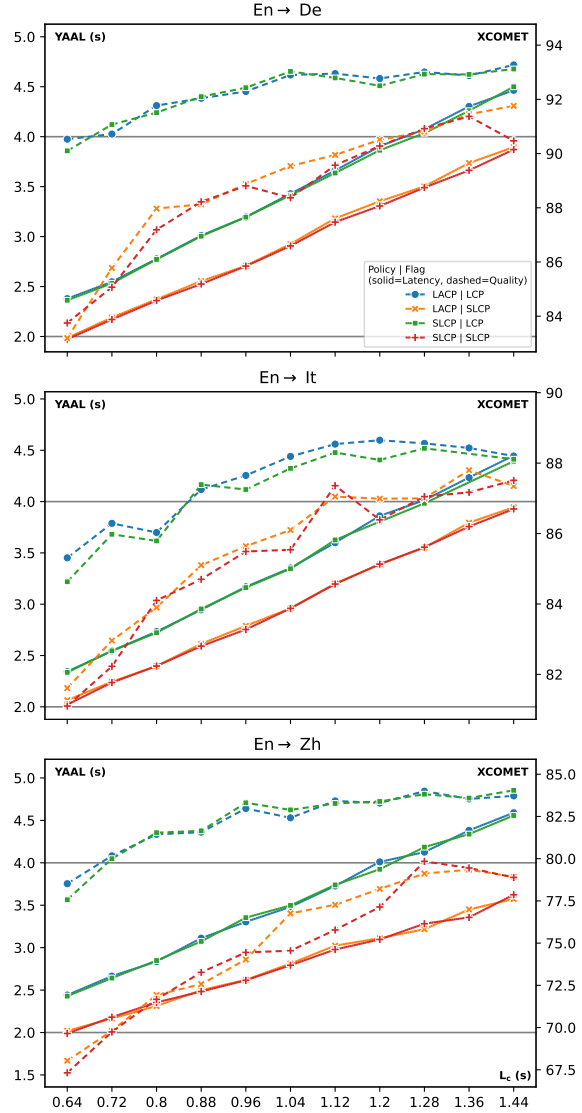 En→ De
YAAL (s) XCOMET
5.0
4.5
4.0
3.5
3.0
2.5
2.0
94
92
90
88
86
84
Policy | Flag
(solid=Latency, dashed=Quality)
LACP | LCP
LACP | SLCP
SLCP | LCP
SLCP | SLCP
En→ It
YAAL (s) XCOMET
5.0
4.5
4.0
3.5
3.0
2.5
2.0
90
88
86
84
82
En→ Zh
YAAL (s) XCOMET
5.0
4.5
4.0
3.5
3.0
2.5
2.0
1.5
85.0
82.5
80.0
77.5
75.0
72.5
70.0
67.5
L_c (s)
0.64 0.72 0.8 0.88 0.96 1.04 1.12 1.2 1.28 1.36 1.44